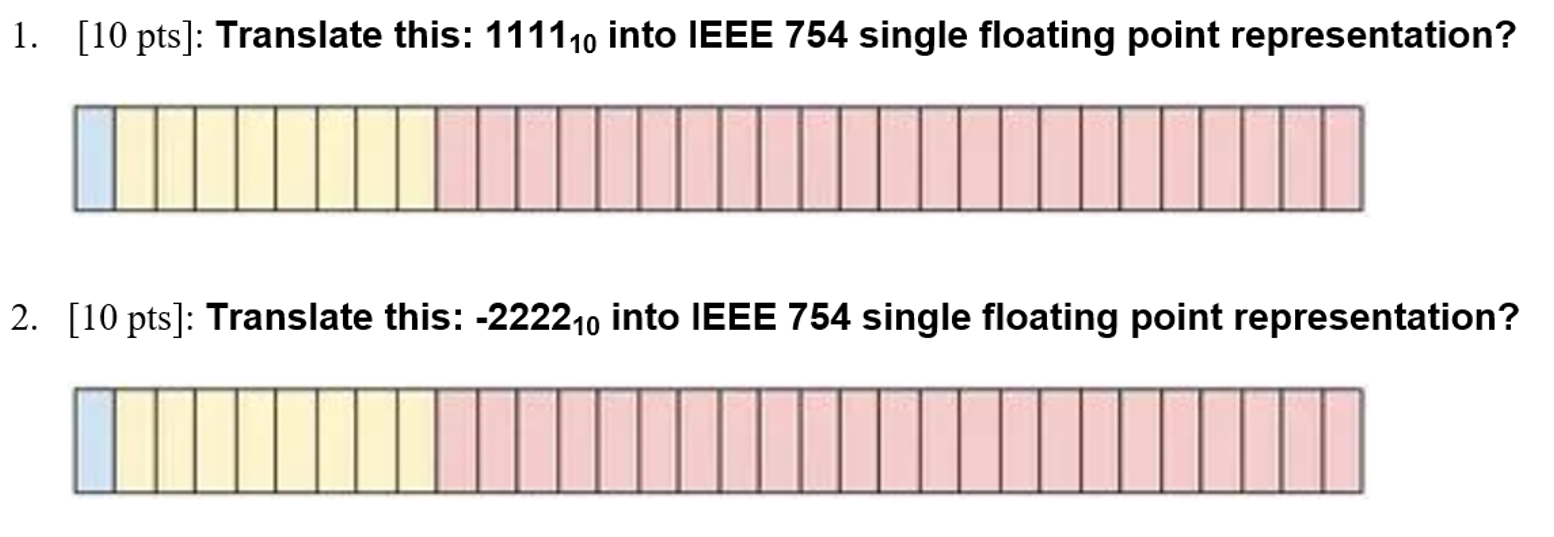 1. [10 pts]: Translate this: 1111₁₀ into IEEE 754 single floating point representation?
2. [10 pts]: Translate this: -2222₁₀ into IEEE 754 single floating point representation?